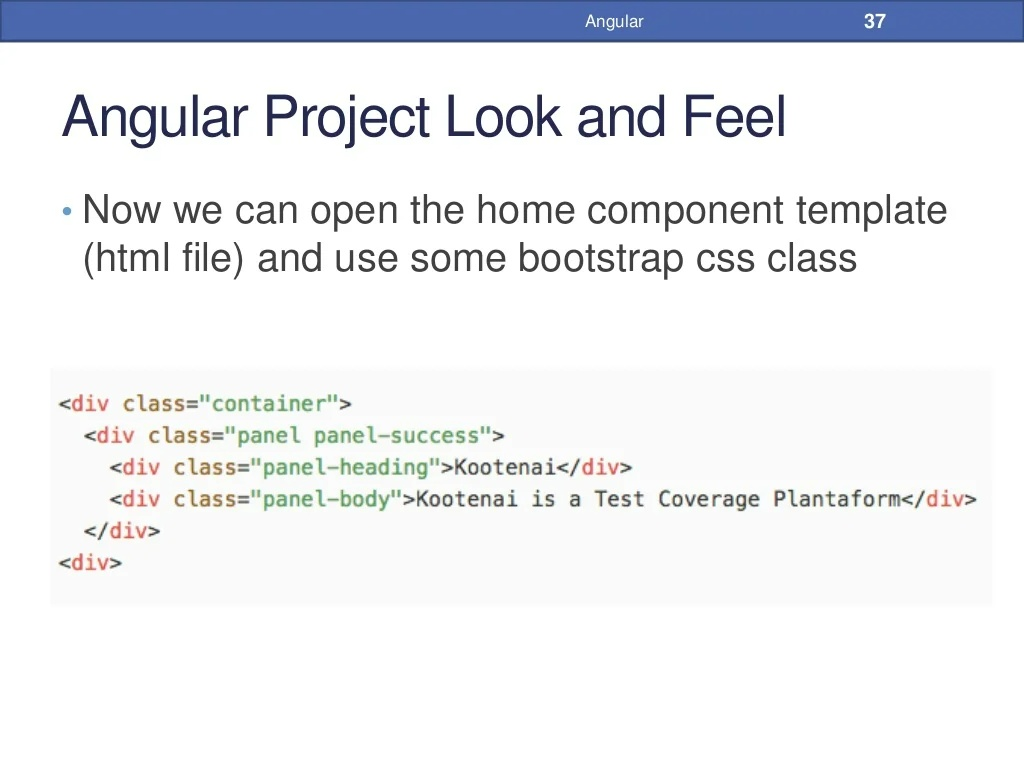 Angular 37
Angular Project Look and Feel
• Now we can open the home component template
(html file) and use some bootstrap css class
<div class="container">
  <div class="panel panel-success">
    <div class="panel-heading">Kootenai</div>
    <div class="panel-body">Kootenai is a Test Coverage Plantaform</div>
  </div>
<div>